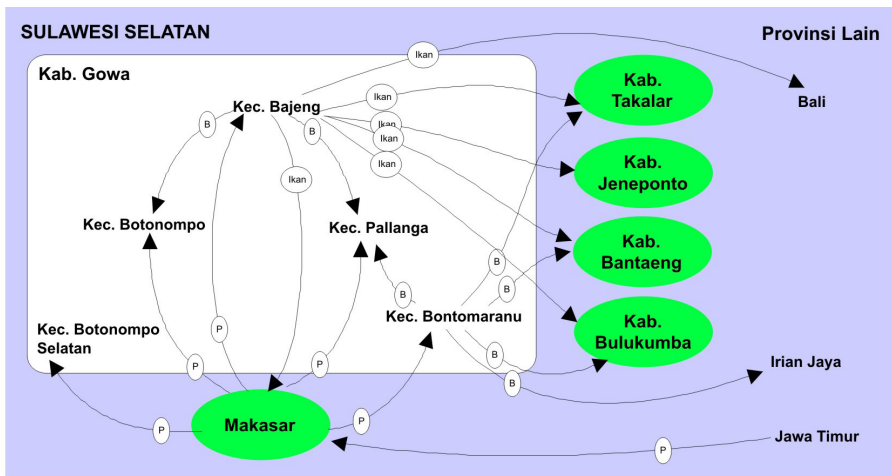 SULAWESI SELATAN
Provinsi Lain
Kab. Gowa
Ikan
Kab.
Takalar
Bali
Kec. Bajeng
Ikan
B
B
Ikan
Ikan
Ikan
Ikan
Kab.
Jeneponto
Kec. Botonompo
Kec. Pallanga
Kab.
Bantaeng
B
B
B
Kec. Bontomaranu
Kec. Botonompo
Selatan
P
Kab.
Bulukumba
B
B
P
P
Irian Jaya
Makasar
P
P
P
Jawa Timur